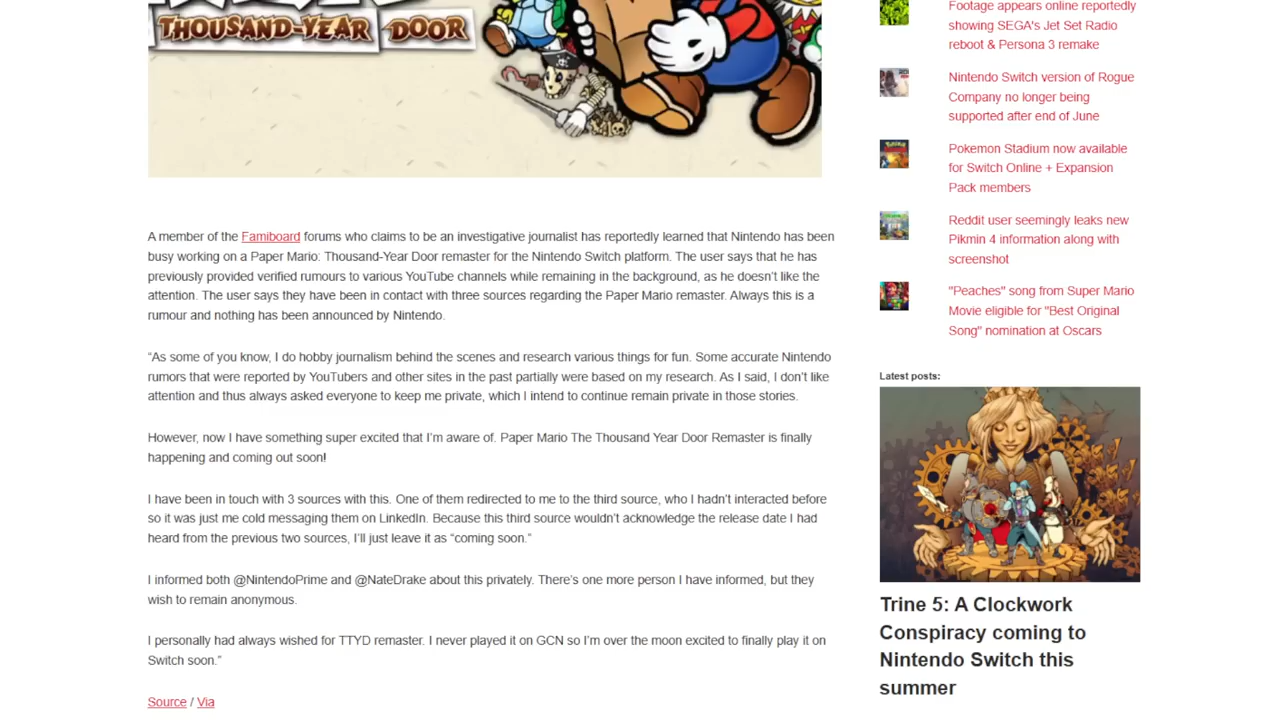 THOUSAND-YEAR DOOR
A member of the Famiboard forums who claims to be an investigative journalist has reportedly learned that Nintendo has been
busy working on a Paper Mario: Thousand-Year Door remaster for the Nintendo Switch platform. The user says that he has
previously provided verified rumours to various YouTube channels while remaining in the background, as he doesn't like the
attention. The user says they have been in contact with three sources regarding the Paper Mario remaster. Always this is a
rumour and nothing has been announced by Nintendo.
“As some of you know, I do hobby journalism behind the scenes and research various things for fun. Some accurate Nintendo
rumors that were reported by YouTubers and other sites in the past partially were based on my research. As I said, I don't like
attention and thus always asked everyone to keep me private, which I intend to continue remain private in those stories.
However, now I have something super excited that I'm aware of. Paper Mario The Thousand Year Door Remaster is finally
happening and coming out soon!
I have been in touch with 3 sources with this. One of them redirected to me to the third source, who I hadn't interacted before
so it was just me cold messaging them on LinkedIn. Because this third source wouldn't acknowledge the release date I had
heard from the previous two sources, I'll just leave it as “coming soon.”
I informed both @NintendoPrime and @NateDrake about this privately. There's one more person I have informed, but they
wish to remain anonymous.
I personally had always wished for TTYD remaster. I never played it on GCN so I'm over the moon excited to finally play it on
Switch soon.”
Source / Via
Footage appears online reportedly
showing SEGA's Jet Set Radio
reboot & Persona 3 remake
Nintendo Switch version of Rogue
Company no longer being
supported after end of June
Pokemon Stadium now available
for Switch Online + Expansion
Pack members
Reddit user seemingly leaks new
Pikmin 4 information along with
screenshot
"Peaches" song from Super Mario
Movie eligible for "Best Original
Song" nomination at Oscars
Latest posts:
Trine 5: A Clockwork
Conspiracy coming to
Nintendo Switch this
summer